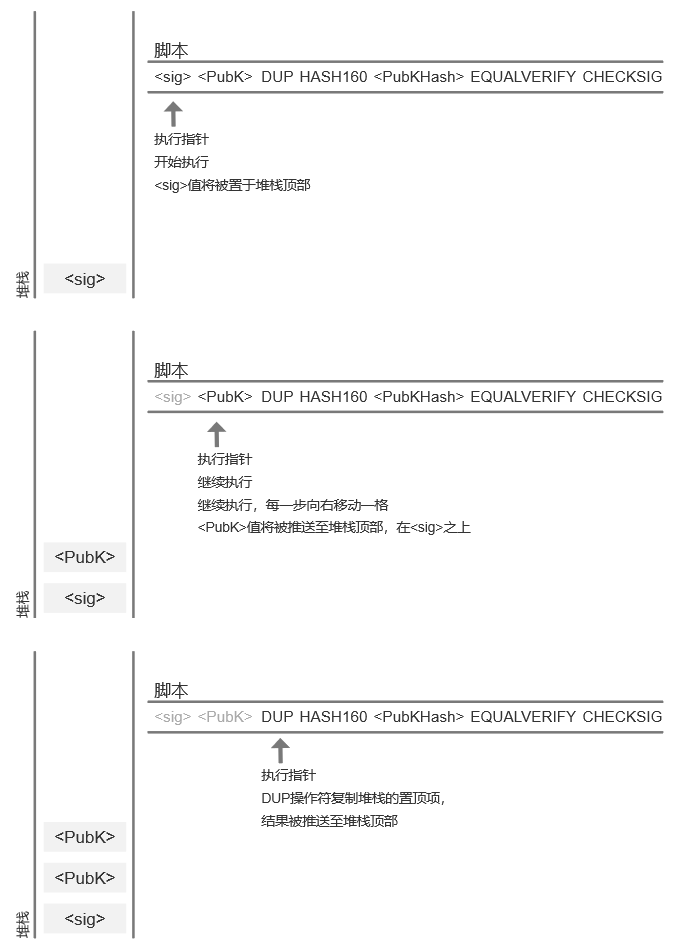 脚本
<sig> <PubK> DUP HASH160 <PubKHash> EQUALVERIFY CHECKSIG
执行指针
开始执行
<sig>值将被置于堆栈顶部
堆栈
<sig>
脚本
<sig> <PubK> DUP HASH160 <PubKHash> EQUALVERIFY CHECKSIG
执行指针
继续执行
继续执行，每一步向右移动一格
<PubK>值将被推送至堆栈顶部，在<sig>之上
<PubK>
堆栈
<sig>
脚本
<sig> <PubK> DUP HASH160 <PubKHash> EQUALVERIFY CHECKSIG
执行指针
DUP操作符复制堆栈的置顶项，
结果被推送至堆栈顶部
<PubK>
<PubK>
堆栈
<sig>